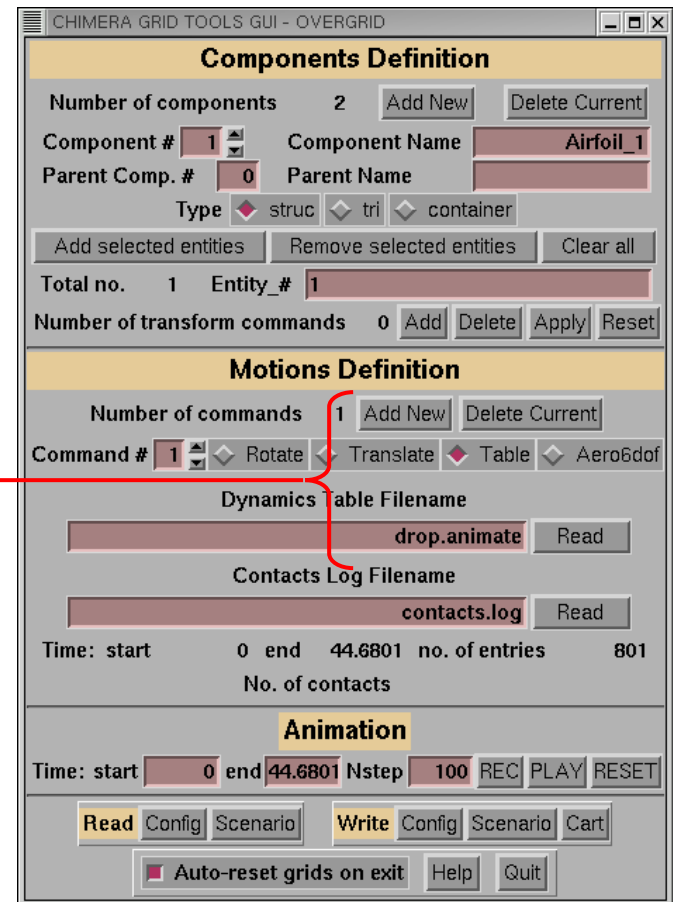 CHIMERA GRID TOOLS GUI - OVERGRID
Components Definition
Number of components 2 Add New Delete Current
Component # 1 Component Name Airfoil_1
Parent Comp. # 0 Parent Name
Type struc tri container
Add selected entities Remove selected entities Clear all
Total no. 1 Entity_# 1
Number of transform commands 0 Add Delete Apply Reset
Motions Definition
Number of commands 1 Add New Delete Current
Command # 1 Rotate Translate Table Aero6dof
Dynamics Table Filename
drop.animate Read
Contacts Log Filename
contacts.log Read
Time: start 0 end 44.6801 no. of entries 801
No. of contacts
Animation
Time: start 0 end 44.6801 Nstep 100 REC PLAY RESET
Read Config Scenario Write Config Scenario Cart
Auto-reset grids on exit Help Quit